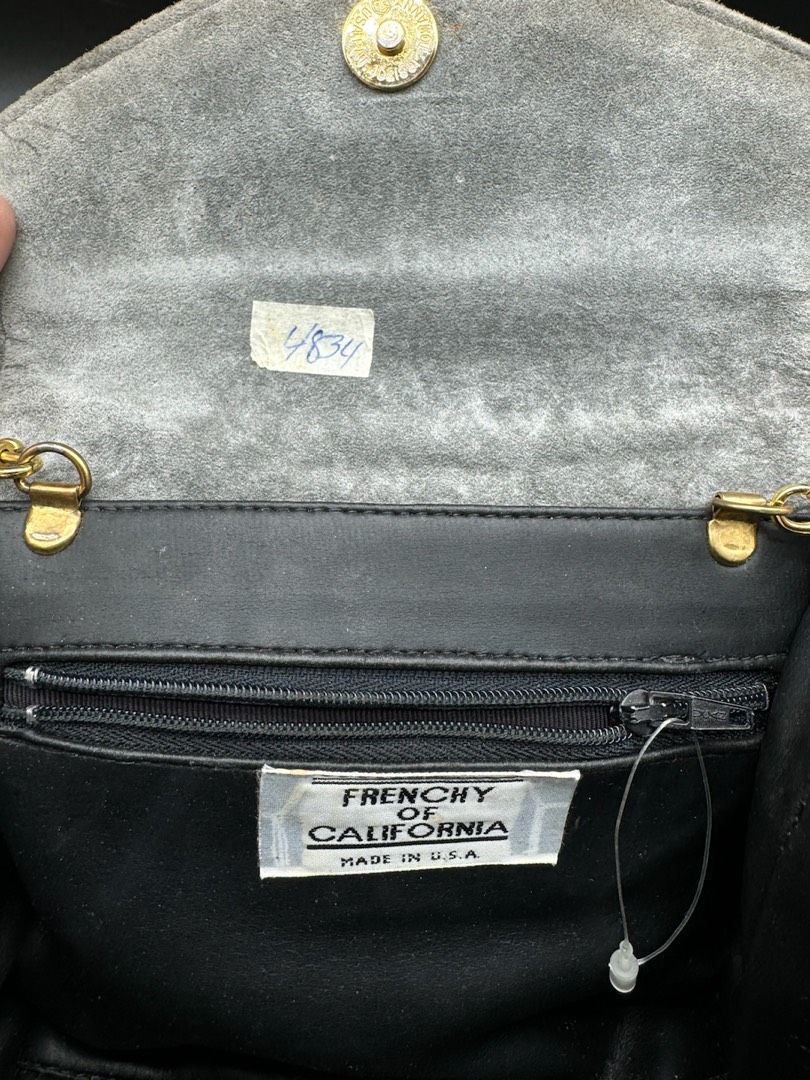 4834
FRENCHY
OF
CALIFORNIA
MADE IN U.S.A.